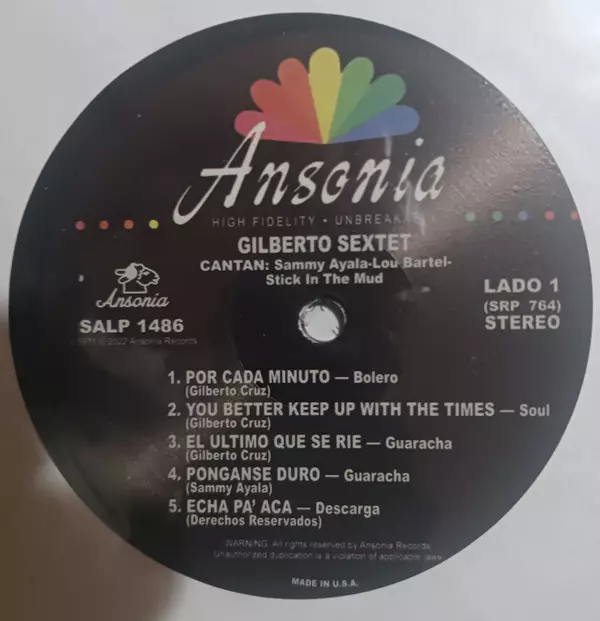 Ansonia
HIGH FIDELITY • UNBREAKABLE
GILBERTO SEXTET
CANTAN: Sammy Ayala-Lou Bartel-
Stick In The Mud
Ansonia
SALP 1486
© 2022 Ansonia Records
LADO 1
(SRP 764)
STEREO
1. POR CADA MINUTO — Bolero
(Gilberto Cruz)
2. YOU BETTER KEEP UP WITH THE TIMES — Soul
(Gilberto Cruz)
3. EL ULTIMO QUE SE RIE — Guaracha
(Gilberto Cruz)
4. PONGANSE DURO — Guaracha
(Sammy Ayala)
5. ECHA PA' ACA — Descarga
(Derechos Reservados)
WARNING: All rights reserved by Ansonia Records
Unauthorized duplication is a violation of applicable laws
MADE IN U.S.A.